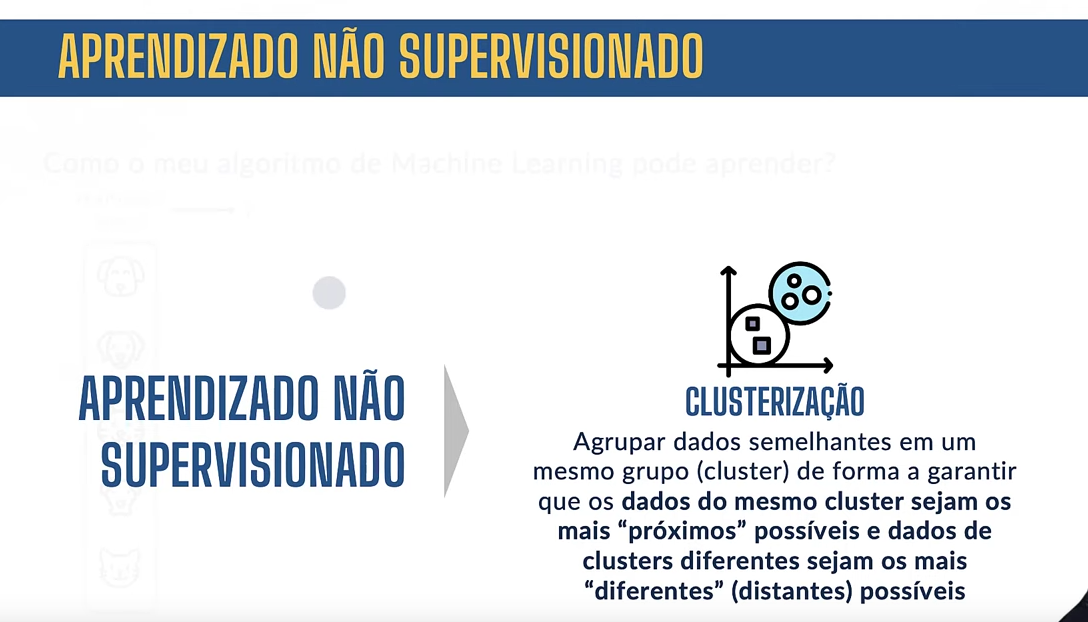 APRENDIZADO NÃO SUPERVISIONADO
Como o meu algoritmo de Machine Learning pode aprender?
APRENDIZADO NÃO
SUPERVISIONADO
CLUSTERIZAÇÃO
Agrupar dados semelhantes em um
mesmo grupo (cluster) de forma a garantir
que os dados do mesmo cluster sejam os
mais “próximos” possíveis e dados de
clusters diferentes sejam os mais
“diferentes” (distantes) possíveis